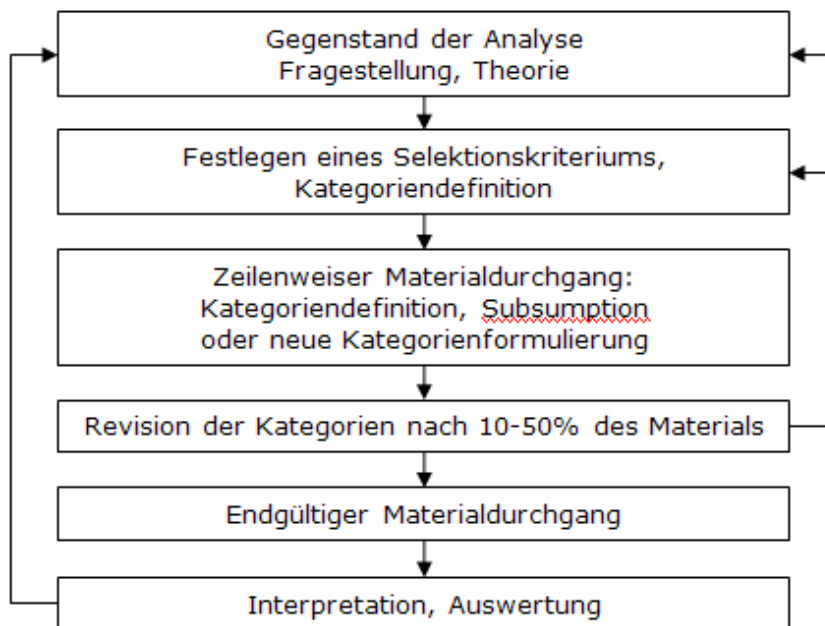 Gegenstand der Analyse
Fragestellung, Theorie
Festlegen eines Selektionskriteriums,
Kategoriendefinition
Zeilenweiser Materialdurchgang:
Kategoriendefinition, Subsumption
oder neue Kategorienformulierung
Revision der Kategorien nach 10-50% des Materials
Endgültiger Materialdurchgang
Interpretation, Auswertung